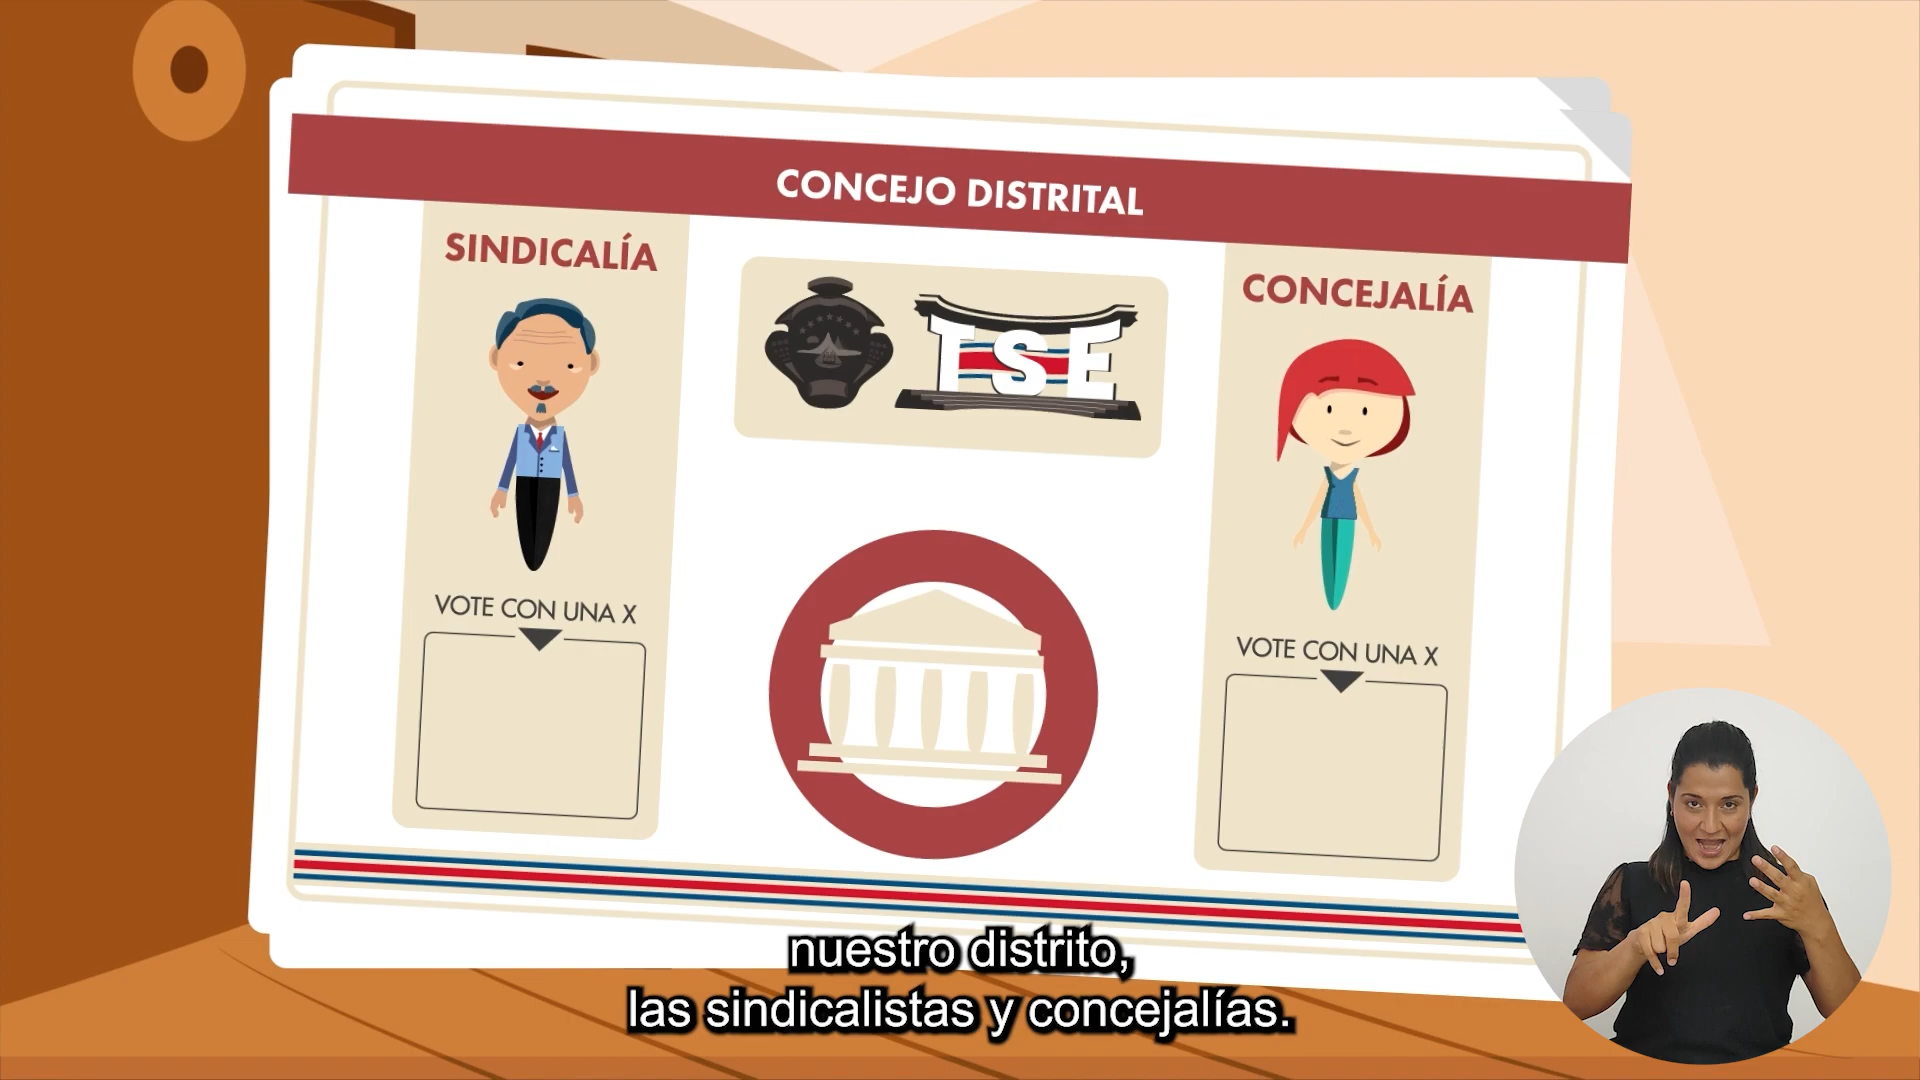 CONCEJO DISTRITAL
SINDICALÍA
TSE
CONCEJALÍA
VOTE CON UNA X
VOTE CON UNA X
nuestro distrito,
las sindicalistas y concejalías.